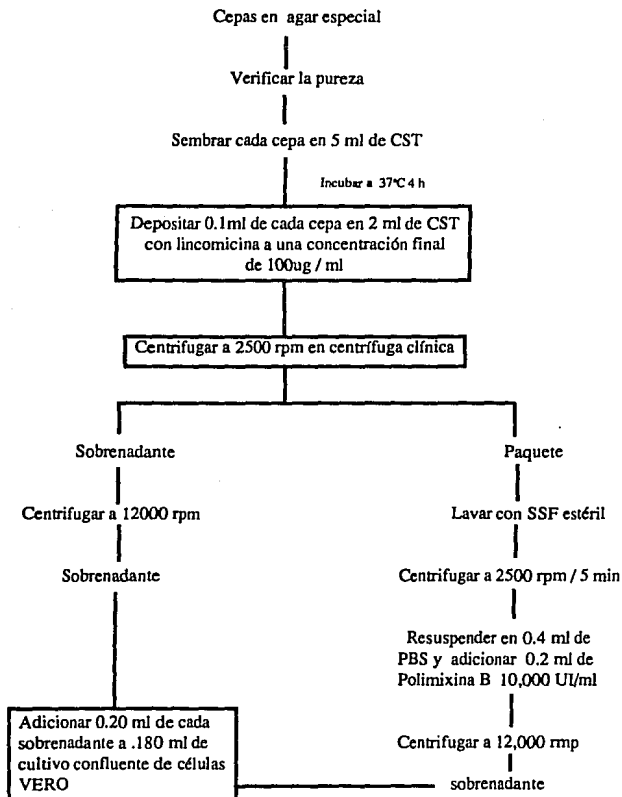 Cepas en agar especial
Verificar la pureza
Sembrar cada cepa en 5 ml de CST
Incubar a 37°C 4 h
Depositar 0.1ml de cada cepa en 2 ml de CST
con lincomicina a una concentración final
de 100ug / ml
Centrifugar a 2500 rpm en centrífuga clínica
Sobrenadante
Centrifugar a 12000 rpm
Sobrenadante
Adicionar 0.20 ml de cada
sobrenadante a .180 ml de
cultivo confluente de células
VERO
Paquete
Lavar con SSF estéril
Centrifugar a 2500 rpm / 5 min
Resuspender en 0.4 ml de
PBS y adicionar 0.2 ml de
Polimixina B 10,000 UI/ml
Centrifugar a 12,000 rmp
sobrenadante